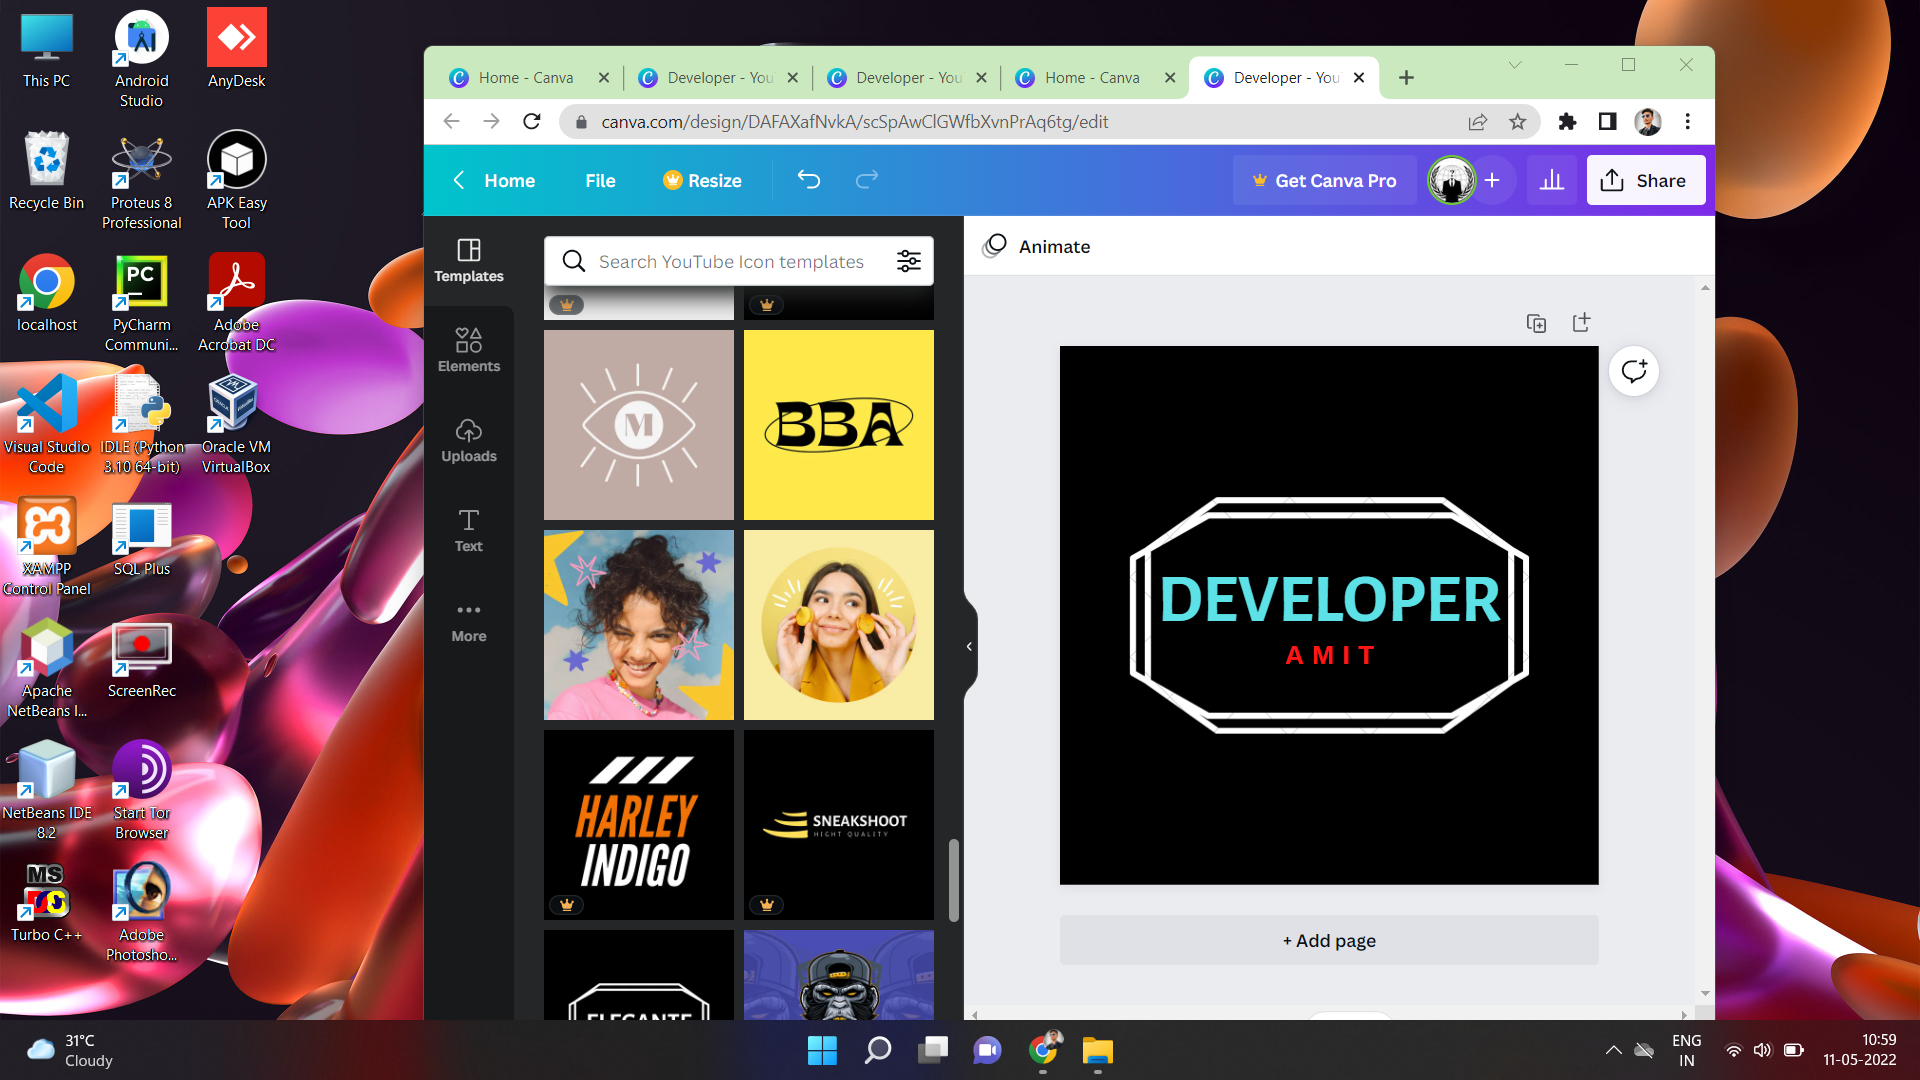 This PC
Android
Studio
AnyDesk
Recycle Bin
Proteus 8
Professional
APK Easy
Tool
localhost
PyCharm
Communi...
Adobe
Acrobat DC
Visual Studio
Code
IDLE (Python
3.10 64-bit)
Oracle VM
VirtualBox
XAMPP
Control Panel
SQL Plus
Apache
NetBeans I...
ScreenRec
NetBeans IDE
8.2
Start Tor
Browser
MS
Turbo C++
Adobe
Photosho...
PC
Home - Canva
Developer - You
Developer - You
Home - Canva
Developer - You
canva.com/design/DAFAXafNvkA/scSpAwClGWfbXvnPrAq6tg/edit
Home
File
Resize
Get Canva Pro
Share
Templates
Elements
Uploads
Text
More
Search YouTube Icon templates
M
BBA
HARLEY
INDIGO
SNEAKSHOOT
HIGHT QUALITY
ELEGANTE
Animate
DEVELOPER
AMIT
+ Add page
31°C
Cloudy
ENG
IN
10:59
11-05-2022